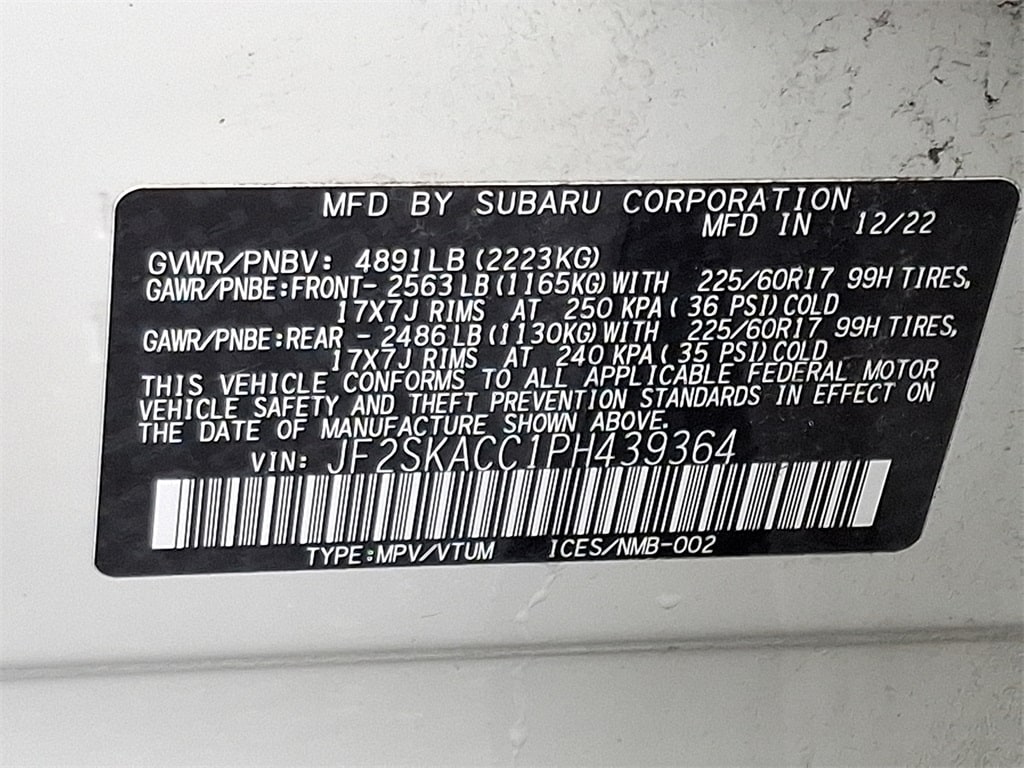 MFD BY SUBARU CORPORATION
MFD IN 12/22
GVWR/PNBV: 4891LB (2223KG)
GAWR/PNBE:FRONT- 2563 LB (1165KG) WITH 225/60R17 99H TIRES,
17X7J RIMS AT 250 KPA ( 36 PSI) COLD
GAWR/PNBE:REAR - 2486 LB (1130KG) WITH 225/60R17 99H TIRES,
17X7J RIMS AT 240 KPA ( 35 PSI) COLD
THIS VEHICLE CONFORMS TO ALL APPLICABLE FEDERAL MOTOR
VEHICLE SAFETY AND THEFT PREVENTION STANDARDS IN EFFECT ON
THE DATE OF MANUFACTURE SHOWN ABOVE.
VIN: JF2SKACC1PH439364
TYPE:MPV/VTUM ICES/NMB-002